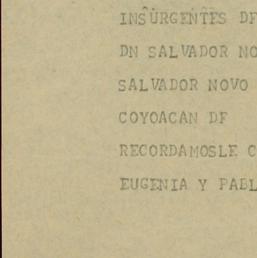 INSURGENTES DF
DN SALVADOR NO
SALVADOR NOVO
COYOACAN DF
RECORDAMOSLE C
EUGENIA Y PABL